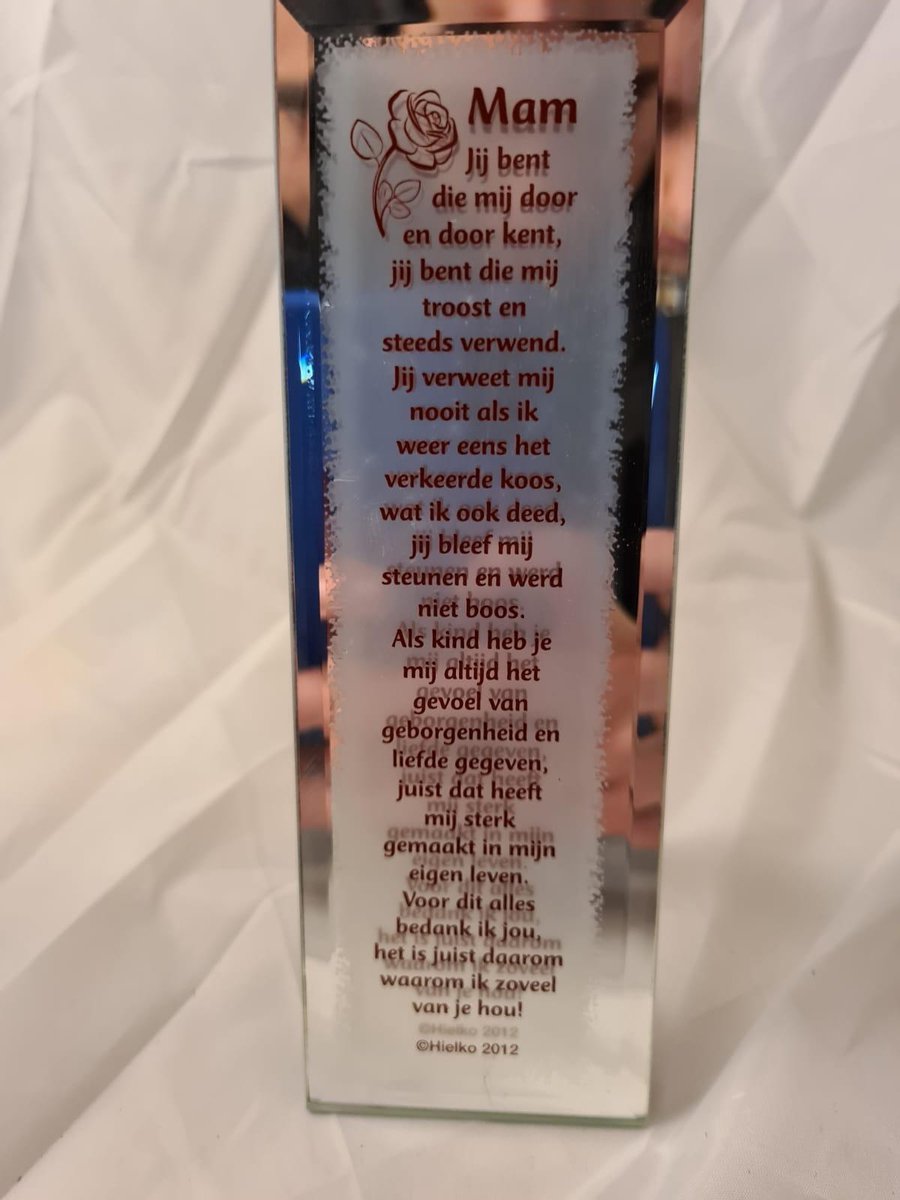 Mam
Jij bent
die mij door
en door kent,
jij bent die mij
troost en
steeds verwend.
Jij verweet mij
nooit als ik
weer eens het
verkeerde koos,
wat ik ook deed,
jij bleef mij
steunen en werd
niet boos.
Als kind heb je
mij altijd het
gevoel van
geborgenheid en
liefde gegeven,
juist dat heeft
mij sterk
gemaakt in mijn
eigen leven.
Voor dit alles
bedank ik jou,
het is juist daarom
waarom ik zoveel
van je hou!
©Hielko 2012